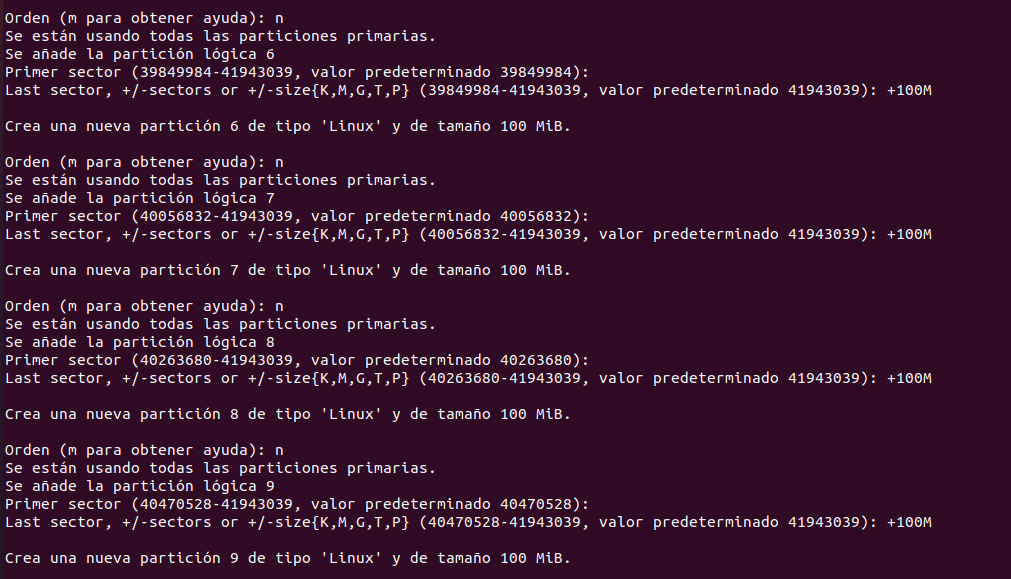 Orden (m para obtener ayuda): n
Se están usando todas las particiones primarias.
Se añade la partición lógica 6
Primer sector (39849984-41943039, valor predeterminado 39849984):
Last sector, +/-sectors or +/-size{K,M,G,T,P} (39849984-41943039, valor predeterminado 41943039): +100M
Crea una nueva partición 6 de tipo 'Linux' y de tamaño 100 MiB.
Orden (m para obtener ayuda): n
Se están usando todas las particiones primarias.
Se añade la partición lógica 7
Primer sector (40056832-41943039, valor predeterminado 40056832):
Last sector, +/-sectors or +/-size{K,M,G,T,P} (40056832-41943039, valor predeterminado 41943039): +100M
Crea una nueva partición 7 de tipo 'Linux' y de tamaño 100 MiB.
Orden (m para obtener ayuda): n
Se están usando todas las particiones primarias.
Se añade la partición lógica 8
Primer sector (40263680-41943039, valor predeterminado 40263680):
Last sector, +/-sectors or +/-size{K,M,G,T,P} (40263680-41943039, valor predeterminado 41943039): +100M
Crea una nueva partición 8 de tipo 'Linux' y de tamaño 100 MiB.
Orden (m para obtener ayuda): n
Se están usando todas las particiones primarias.
Se añade la partición lógica 9
Primer sector (40470528-41943039, valor predeterminado 40470528):
Last sector, +/-sectors or +/-size{K,M,G,T,P} (40470528-41943039, valor predeterminado 41943039): +100M
Crea una nueva partición 9 de tipo 'Linux' y de tamaño 100 MiB.